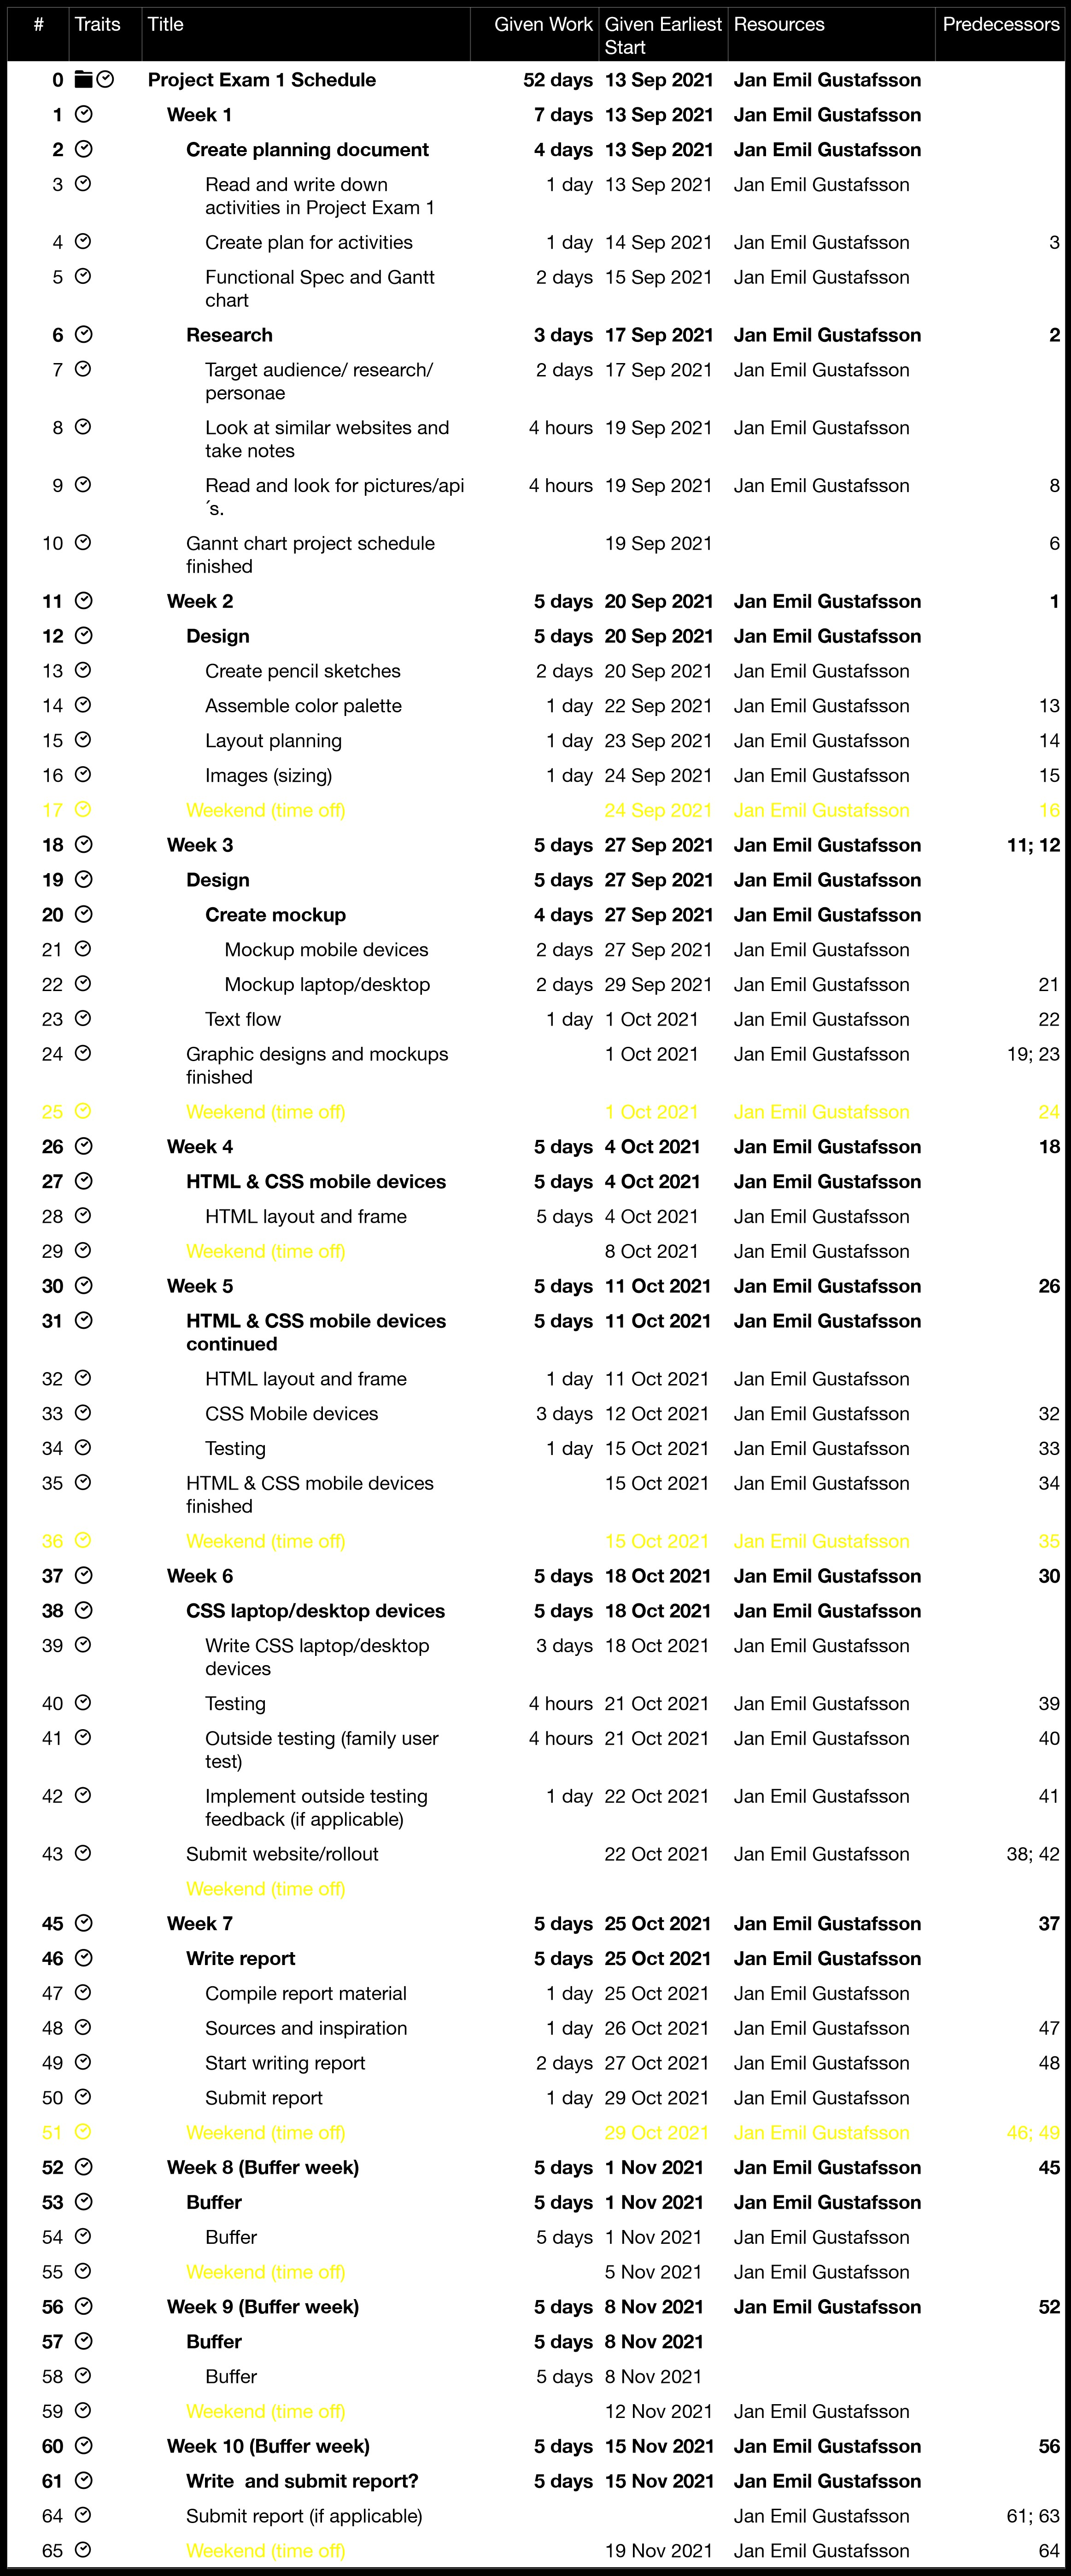 # Traits Title Given Work Given Earliest Start Resources Predecessors
0 Project Exam 1 Schedule 52 days 13 Sep 2021 Jan Emil Gustafsson
1 Week 1 7 days 13 Sep 2021 Jan Emil Gustafsson
2 Create planning document 4 days 13 Sep 2021 Jan Emil Gustafsson
3 Read and write down 1 day 13 Sep 2021 Jan Emil Gustafsson
activities in Project Exam 1
4 Create plan for activities 1 day 14 Sep 2021 Jan Emil Gustafsson 3
5 Functional Spec and Gantt 2 days 15 Sep 2021 Jan Emil Gustafsson
chart
6 Research 3 days 17 Sep 2021 Jan Emil Gustafsson 2
7 Target audience/ research/ 2 days 17 Sep 2021 Jan Emil Gustafsson
personae
8 Look at similar websites and 4 hours 19 Sep 2021 Jan Emil Gustafsson
take notes
9 Read and look for pictures/api 4 hours 19 Sep 2021 Jan Emil Gustafsson 8
´s.
10 Gannt chart project schedule 19 Sep 2021 6
finished
11 Week 2 5 days 20 Sep 2021 Jan Emil Gustafsson 1
12 Design 5 days 20 Sep 2021 Jan Emil Gustafsson
13 Create pencil sketches 2 days 20 Sep 2021 Jan Emil Gustafsson
14 Assemble color palette 1 day 22 Sep 2021 Jan Emil Gustafsson 13
15 Layout planning 1 day 23 Sep 2021 Jan Emil Gustafsson 14
16 Images (sizing) 1 day 24 Sep 2021 Jan Emil Gustafsson 15
17 Weekend (time off) 24 Sep 2021 Jan Emil Gustafsson 16
18 Week 3 5 days 27 Sep 2021 Jan Emil Gustafsson 11; 12
19 Design 5 days 27 Sep 2021 Jan Emil Gustafsson
20 Create mockup 4 days 27 Sep 2021 Jan Emil Gustafsson
21 Mockup mobile devices 2 days 27 Sep 2021 Jan Emil Gustafsson
22 Mockup laptop/desktop 2 days 29 Sep 2021 Jan Emil Gustafsson 21
23 Text flow 1 day 1 Oct 2021 Jan Emil Gustafsson 22
24 Graphic designs and mockups 1 Oct 2021 Jan Emil Gustafsson 19; 23
finished
25 Weekend (time off) 1 Oct 2021 Jan Emil Gustafsson 24
26 Week 4 5 days 4 Oct 2021 Jan Emil Gustafsson 18
27 HTML & CSS mobile devices 5 days 4 Oct 2021 Jan Emil Gustafsson
28 HTML layout and frame 5 days 4 Oct 2021 Jan Emil Gustafsson
29 Weekend (time off) 8 Oct 2021 Jan Emil Gustafsson
30 Week 5 5 days 11 Oct 2021 Jan Emil Gustafsson 26
31 HTML & CSS mobile devices 5 days 11 Oct 2021 Jan Emil Gustafsson
continued
32 HTML layout and frame 1 day 11 Oct 2021 Jan Emil Gustafsson
33 CSS Mobile devices 3 days 12 Oct 2021 Jan Emil Gustafsson 32
34 Testing 1 day 15 Oct 2021 Jan Emil Gustafsson 33
35 HTML & CSS mobile devices 15 Oct 2021 Jan Emil Gustafsson 34
finished
36 Weekend (time off) 15 Oct 2021 Jan Emil Gustafsson 35
37 Week 6 5 days 18 Oct 2021 Jan Emil Gustafsson 30
38 CSS laptop/desktop devices 5 days 18 Oct 2021 Jan Emil Gustafsson
39 Write CSS laptop/desktop 3 days 18 Oct 2021 Jan Emil Gustafsson
devices
40 Testing 4 hours 21 Oct 2021 Jan Emil Gustafsson 39
41 Outside testing (family user 4 hours 21 Oct 2021 Jan Emil Gustafsson 40
test)
42 Implement outside testing 1 day 22 Oct 2021 Jan Emil Gustafsson 41
feedback (if applicable)
43 Submit website/rollout 22 Oct 2021 Jan Emil Gustafsson 38; 42
Weekend (time off)
45 Week 7 5 days 25 Oct 2021 Jan Emil Gustafsson 37
46 Write report 5 days 25 Oct 2021 Jan Emil Gustafsson
47 Compile report material 1 day 25 Oct 2021 Jan Emil Gustafsson
48 Sources and inspiration 1 day 26 Oct 2021 Jan Emil Gustafsson 47
49 Start writing report 2 days 27 Oct 2021 Jan Emil Gustafsson 48
50 Submit report 1 day 29 Oct 2021 Jan Emil Gustafsson
51 Weekend (time off) 29 Oct 2021 Jan Emil Gustafsson 46; 49
52 Week 8 (Buffer week) 5 days 1 Nov 2021 Jan Emil Gustafsson 45
53 Buffer 5 days 1 Nov 2021 Jan Emil Gustafsson
54 Buffer 5 days 1 Nov 2021 Jan Emil Gustafsson
55 Weekend (time off) 5 Nov 2021 Jan Emil Gustafsson
56 Week 9 (Buffer week) 5 days 8 Nov 2021 Jan Emil Gustafsson 52
57 Buffer 5 days 8 Nov 2021
58 Buffer 5 days 8 Nov 2021
59 Weekend (time off) 12 Nov 2021 Jan Emil Gustafsson
60 Week 10 (Buffer week) 5 days 15 Nov 2021 Jan Emil Gustafsson 56
61 Write and submit report? 5 days 15 Nov 2021 Jan Emil Gustafsson
64 Submit report (if applicable) Jan Emil Gustafsson 61; 63
65 Weekend (time off) 19 Nov 2021 Jan Emil Gustafsson 64